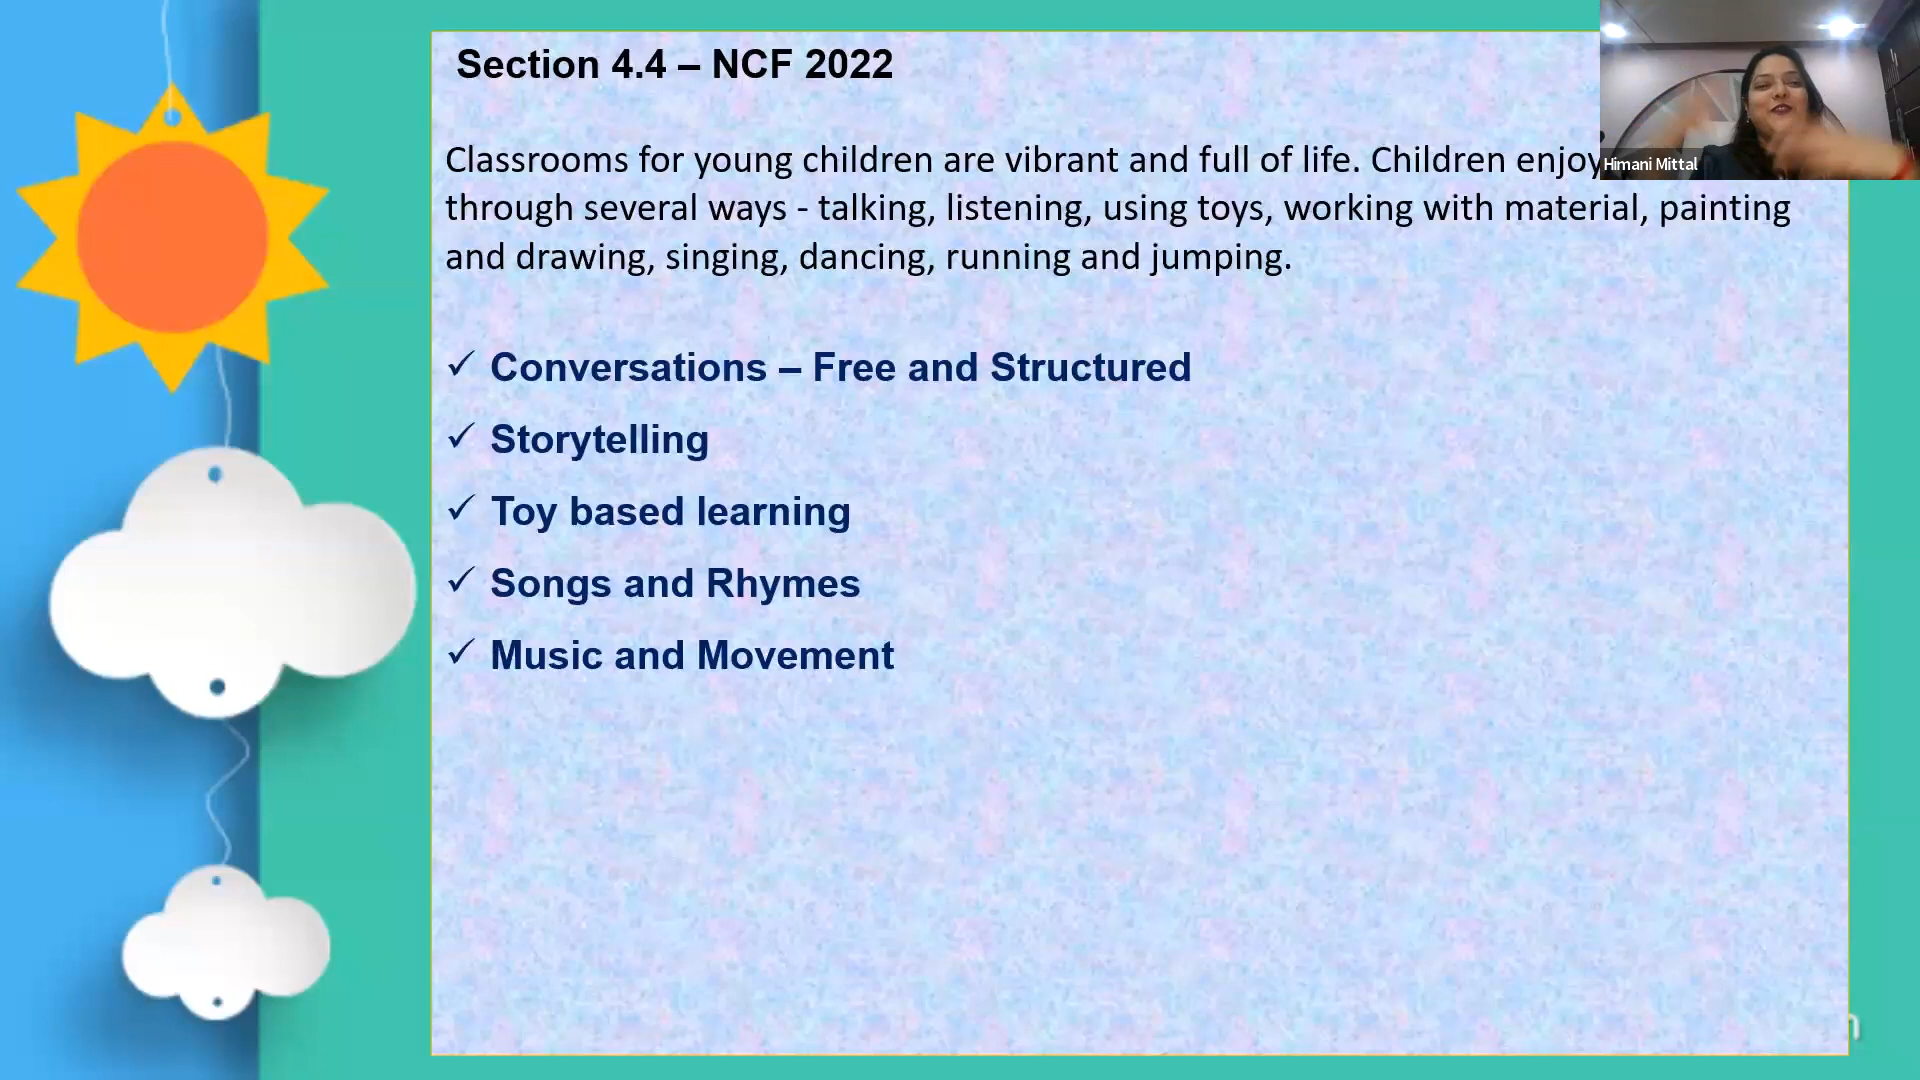 Section 4.4 – NCF 2022
Classrooms for young children are vibrant and full of life. Children enjoy
Himani Mittal
through several ways - talking, listening, using toys, working with material, painting
and drawing, singing, dancing, running and jumping.
✓ Conversations – Free and Structured
✓ Storytelling
✓ Toy based learning
✓ Songs and Rhymes
✓ Music and Movement